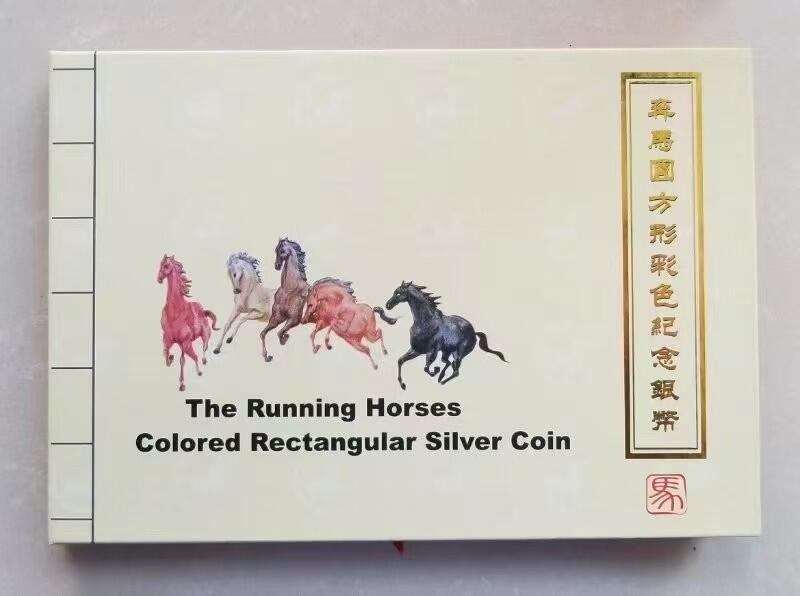 The Running Horses
Colored Rectangular Silver Coin
奔馬圖方形彩色紀念銀幣
馬